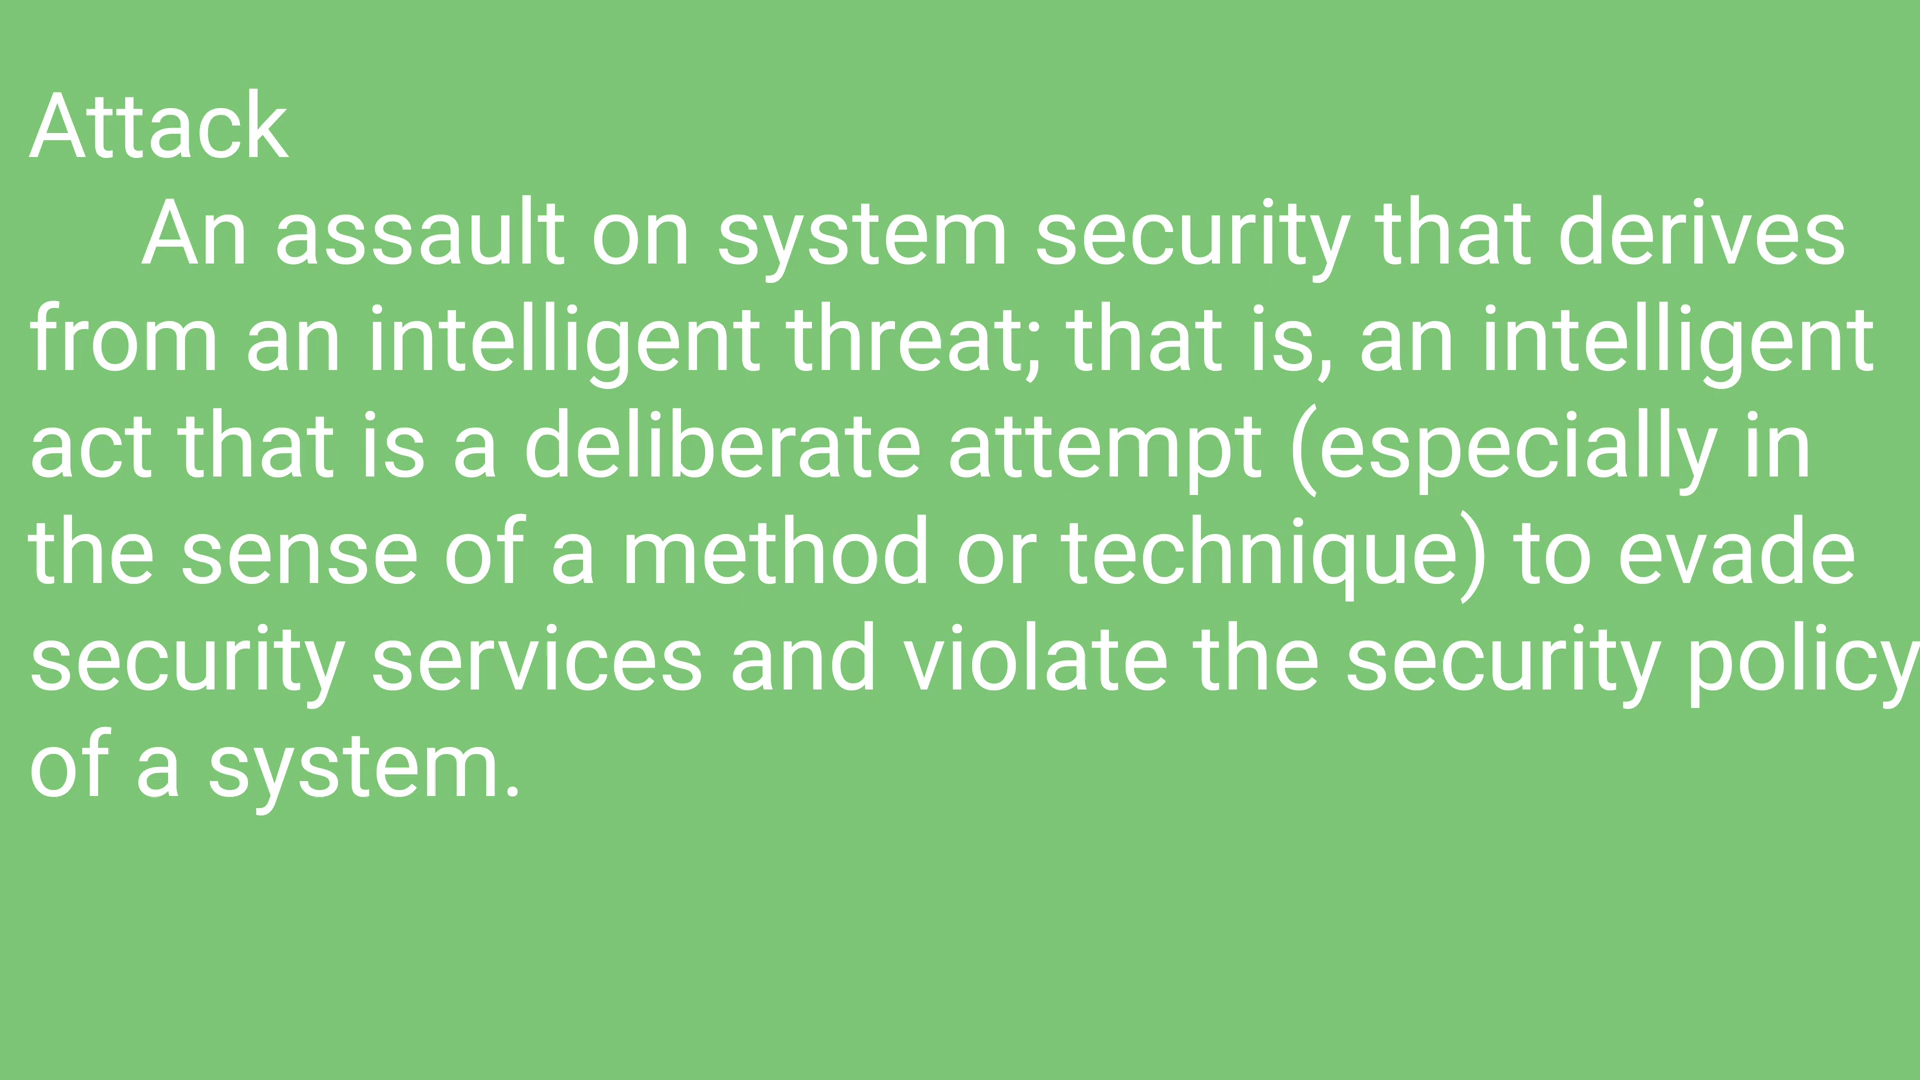 Attack
An assault on system security that derives
from an intelligent threat; that is, an intelligent
act that is a deliberate attempt (especially in
the sense of a method or technique) to evade
security services and violate the security policy
of a system.